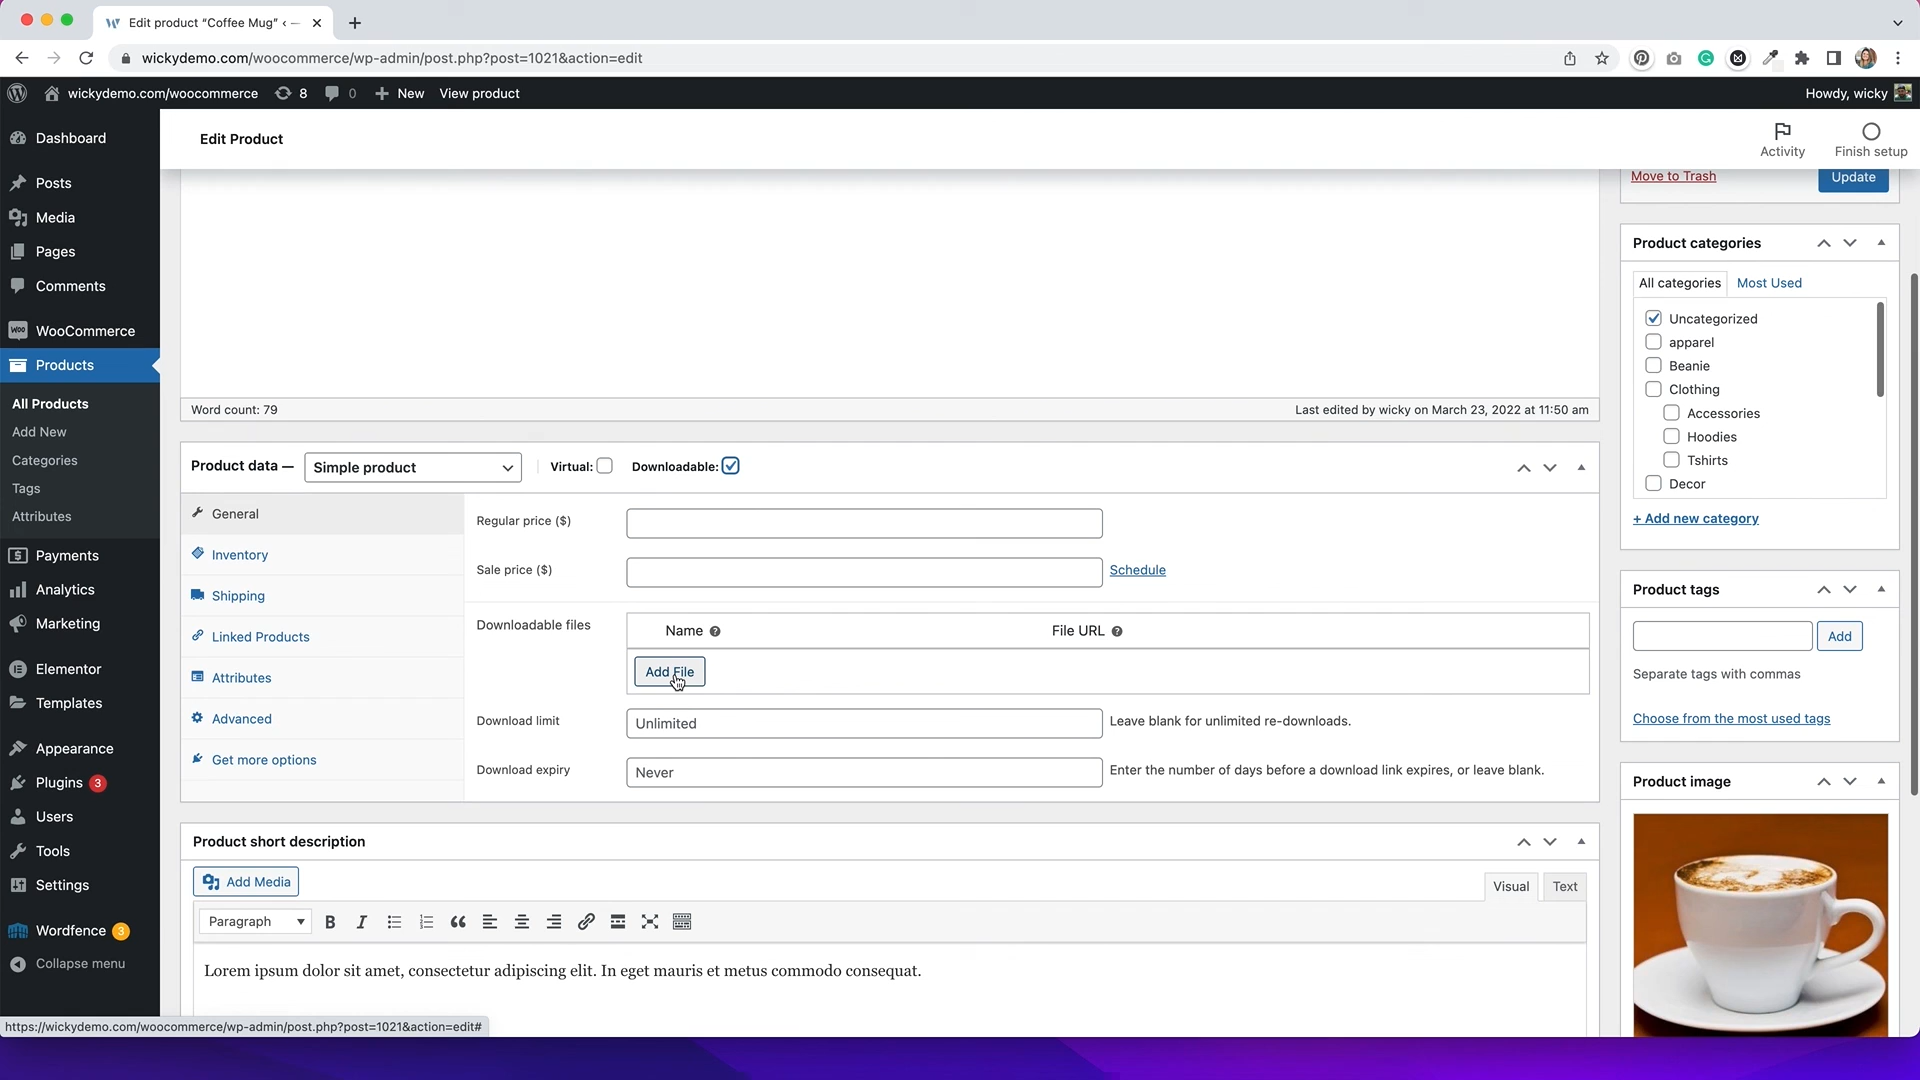 Edit product “Coffee Mug” ‹ —
wickydemo.com/woocommerce/wp-admin/post.php?post=1021&action=edit
wickydemo.com/woocommerce 8 0 New View product Howdy, wicky
Edit Product
Activity
Finish setup
Dashboard
Posts
Media
Pages
Comments
WooCommerce
Products
All Products
Add New
Categories
Tags
Attributes
Payments
Analytics
Marketing
Elementor
Templates
Appearance
Plugins 3
Users
Tools
Settings
Wordfence 3
Collapse menu
Word count: 79 Last edited by wicky on March 23, 2022 at 11:50 am
Product data — Simple product Virtual: Downloadable:
General
Inventory
Shipping
Linked Products
Attributes
Advanced
Get more options
Regular price ($)
Sale price ($) Schedule
Downloadable files Name File URL
Add File
Download limit Unlimited Leave blank for unlimited re-downloads.
Download expiry Never Enter the number of days before a download link expires, or leave blank.
Product short description
Add Media
Visual Text
Paragraph
Lorem ipsum dolor sit amet, consectetur adipiscing elit. In eget mauris et metus commodo consequat.
Move to Trash Update
Product categories
All categories Most Used
Uncategorized
apparel
Beanie
Clothing
Accessories
Hoodies
Tshirts
Decor
+ Add new category
Product tags
Add
Separate tags with commas
Choose from the most used tags
Product image
https://wickydemo.com/woocommerce/wp-admin/post.php?post=1021&action=edit#